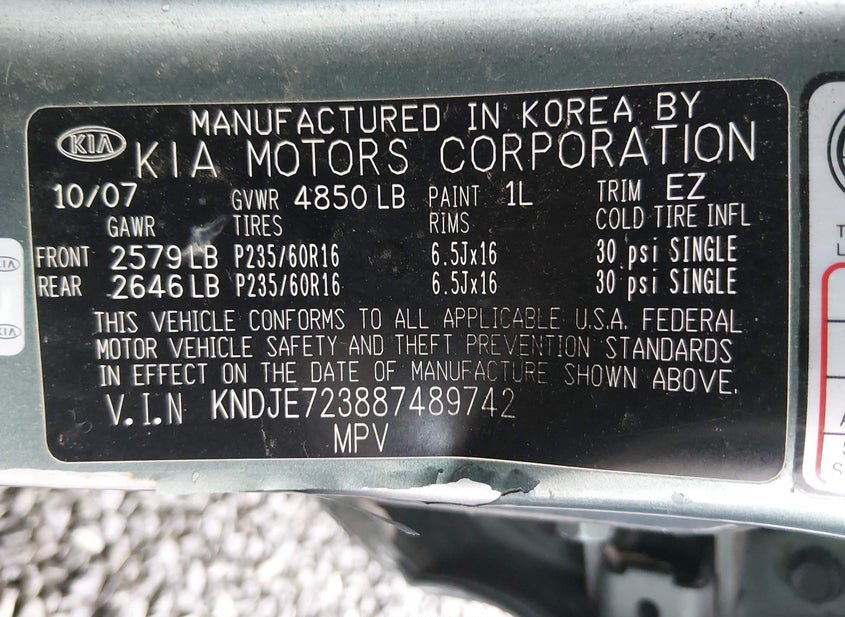 MANUFACTURED IN KOREA BY
KIA KIA MOTORS CORPORATION
10/07 GVWR 4850 LB PAINT 1L TRIM EZ
GAWR TIRES RIMS COLD TIRE INFL
FRONT 2579 LB P235/60R16 6.5Jx16 30 psi SINGLE
REAR 2646 LB P235/60R16 6.5Jx16 30 psi SINGLE
THIS VEHICLE CONFORMS TO ALL APPLICABLE U.S.A. FEDERAL
MOTOR VEHICLE SAFETY AND THEFT PREVENTION STANDARDS
IN EFFECT ON THE DATE OF MANUFACTURE SHOWN ABOVE.
V.I.N KNDJE723887489742
MPV